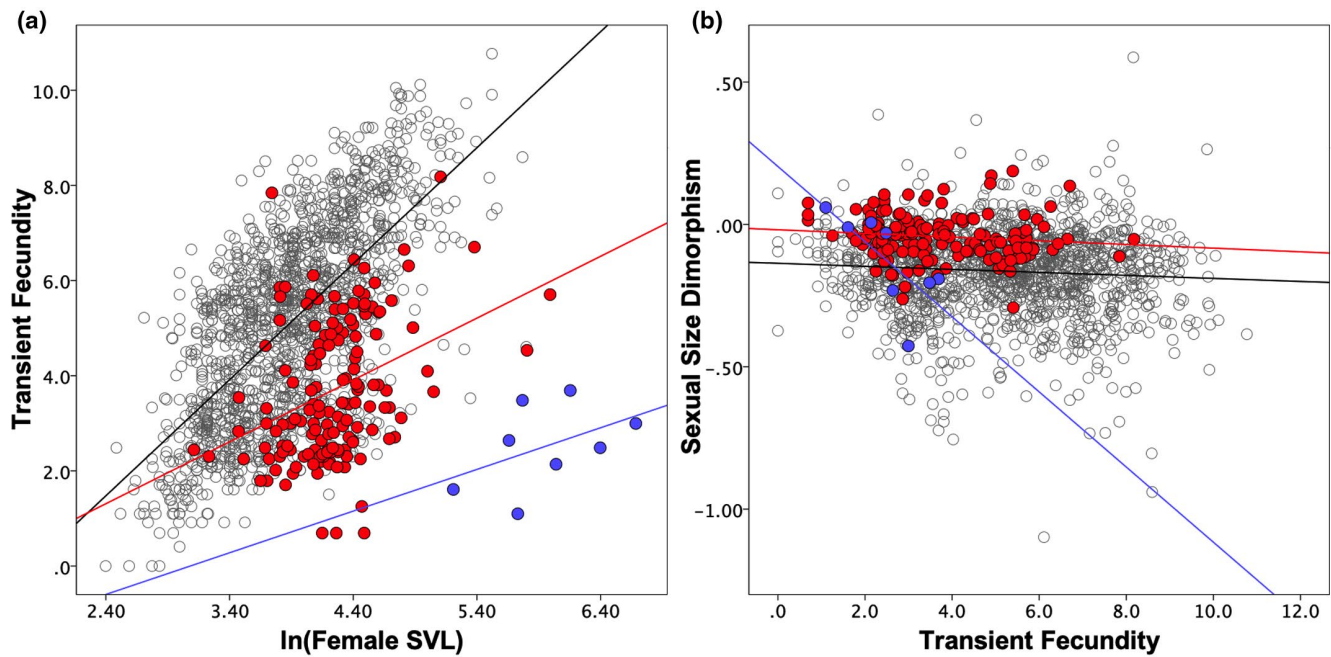 (a)
Transient Fecundity
10.0
8.0
6.0
4.0
2.0
.0
2.40 3.40 4.40 5.40 6.40
ln(Female SVL)
(b)
Sexual Size Dimorphism
.50
.00
-.50
-1.00
.0 2.0 4.0 6.0 8.0 10.0 12.0
Transient Fecundity